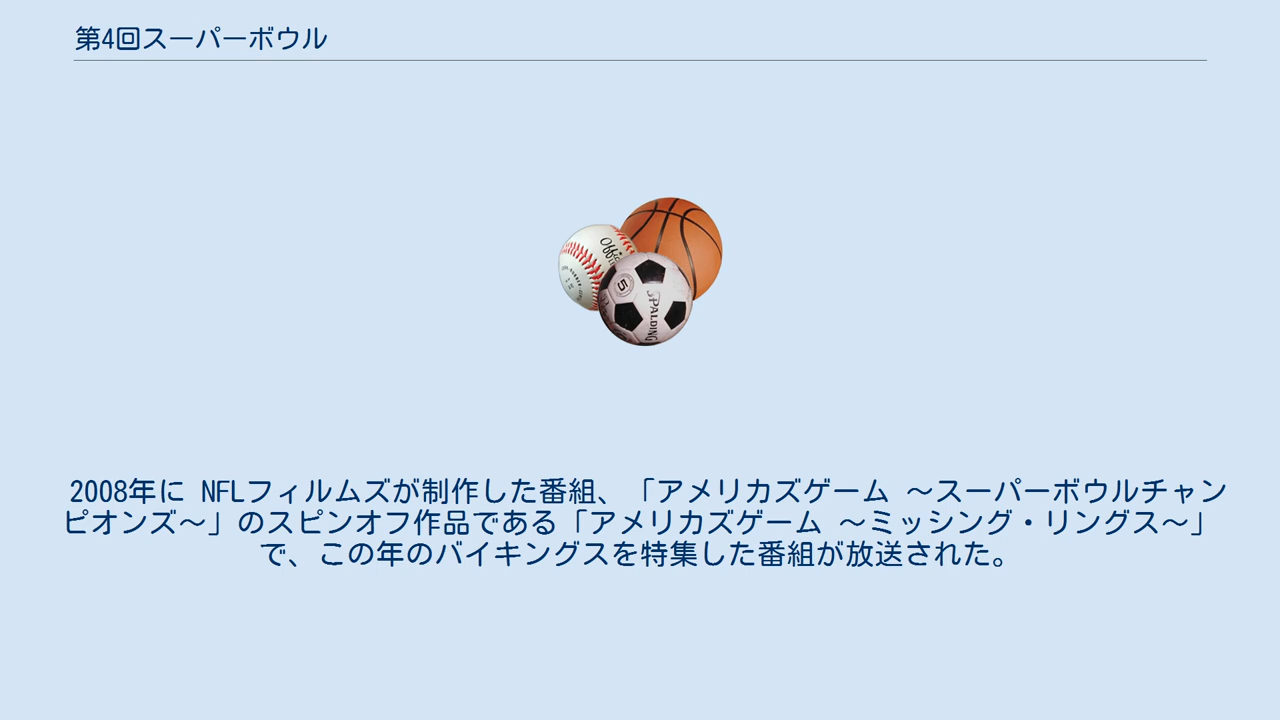 第4回スーパーボウル
Offic
5
SPALDING
2008年に NFLフィルムズが制作した番組、「アメリカズゲーム 〜スーパーボウルチャン
ピオンズ〜」のスピンオフ作品である「アメリカズゲーム 〜ミッシング・リングス〜」
で、この年のバイキングスを特集した番組が放送された。